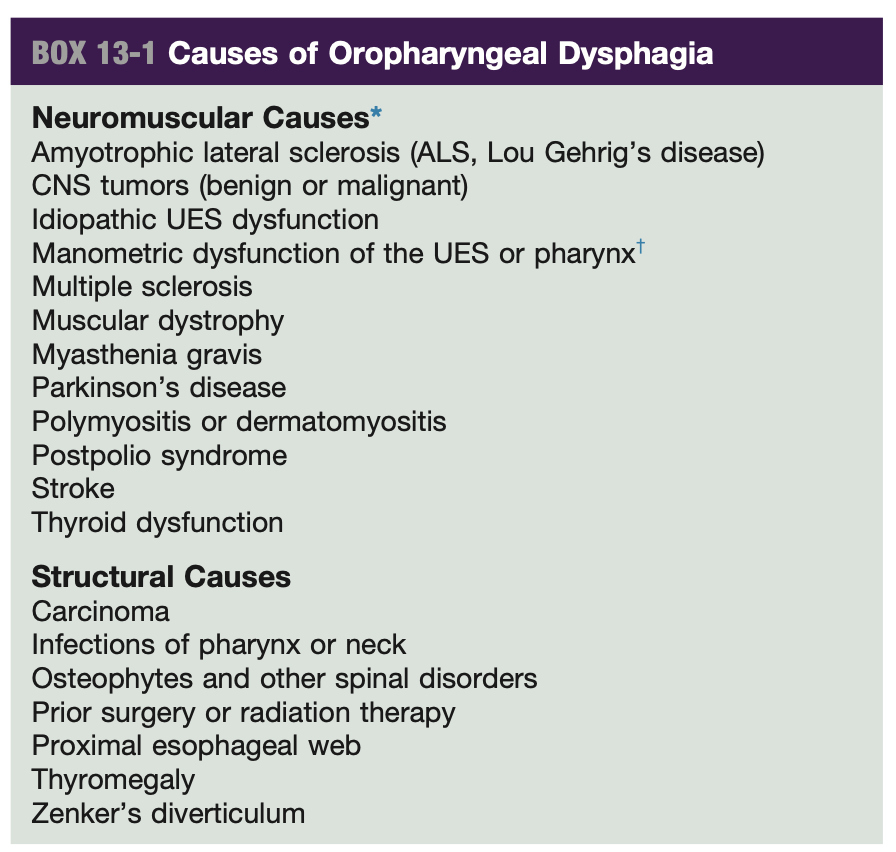 BOX 13-1 Causes of Oropharyngeal Dysphagia
Neuromuscular Causes*
Amyotrophic lateral sclerosis (ALS, Lou Gehrig’s disease)
CNS tumors (benign or malignant)
Idiopathic UES dysfunction
Manometric dysfunction of the UES or pharynx†
Multiple sclerosis
Muscular dystrophy
Myasthenia gravis
Parkinson’s disease
Polymyositis or dermatomyositis
Postpolio syndrome
Stroke
Thyroid dysfunction
Structural Causes
Carcinoma
Infections of pharynx or neck
Osteophytes and other spinal disorders
Prior surgery or radiation therapy
Proximal esophageal web
Thyromegaly
Zenker’s diverticulum